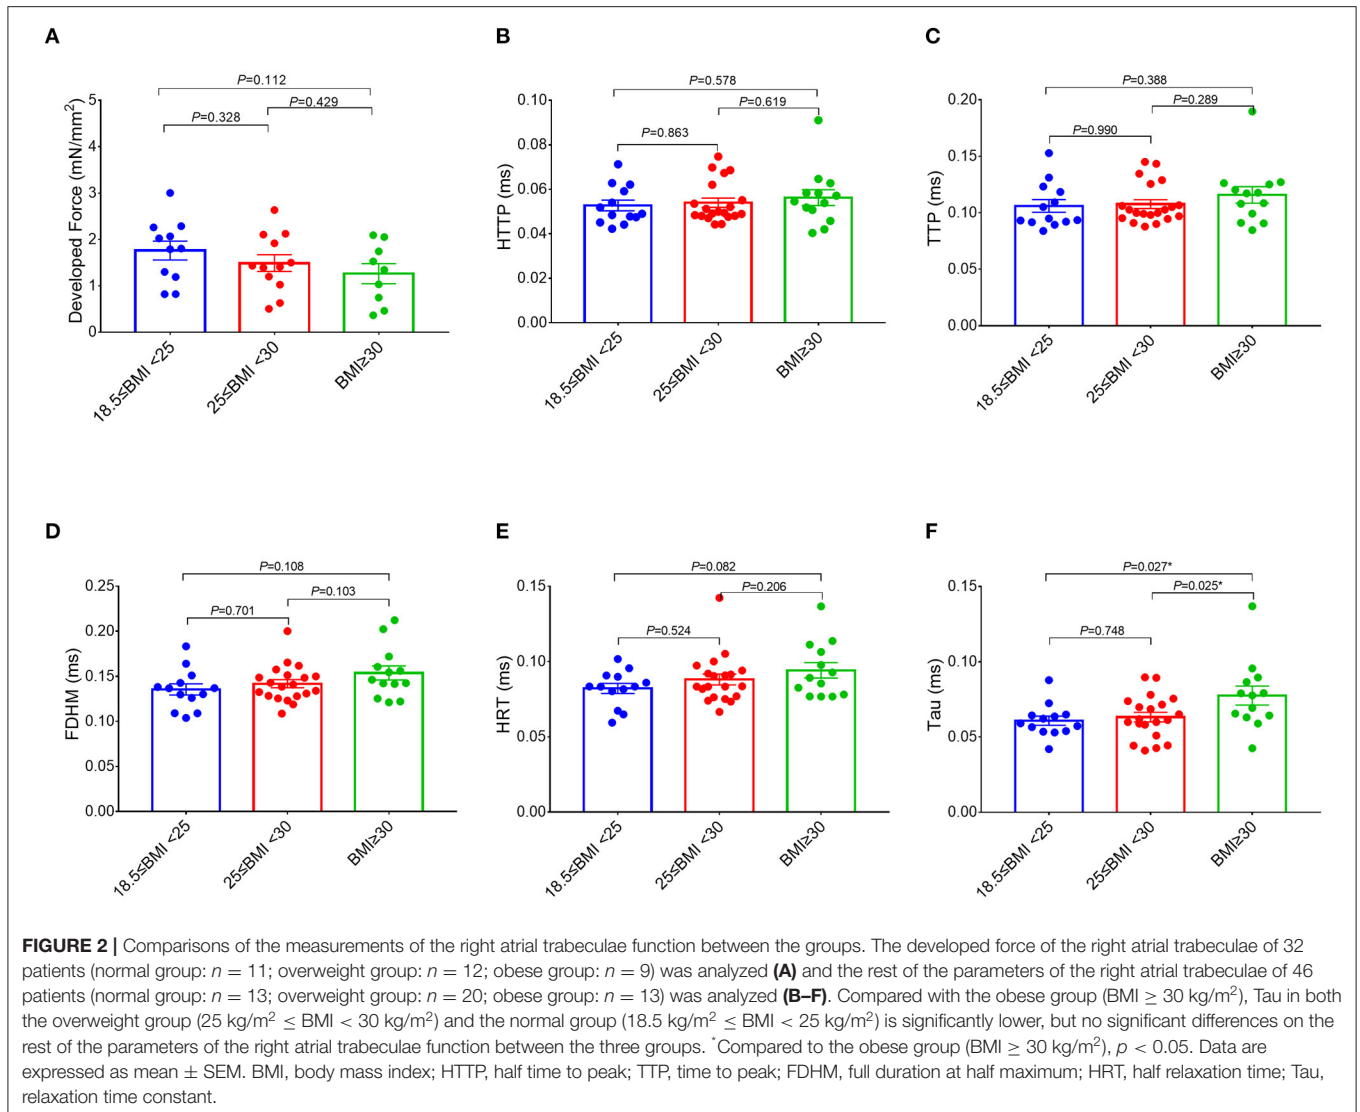 A
Developed Force (mN/mm²)
5
4
3
2
1
0
P=0.112
P=0.429
P=0.328
18.5≤BMI <25
25≤BMI <30
BMI≥30
B
HTTP (ms)
0.10
0.08
0.06
0.04
0.02
0.00
P=0.578
P=0.619
P=0.863
18.5≤BMI <25
25≤BMI <30
BMI≥30
C
TTP (ms)
0.20
0.15
0.10
0.05
0.00
P=0.388
P=0.289
P=0.990
18.5≤BMI <25
25≤BMI <30
BMI≥30
D
FDHM (ms)
0.25
0.20
0.15
0.10
0.05
0.00
P=0.108
P=0.103
P=0.701
18.5≤BMI <25
25≤BMI <30
BMI≥30
E
HRT (ms)
0.15
0.10
0.05
0.00
P=0.082
P=0.206
P=0.524
18.5≤BMI <25
25≤BMI <30
BMI≥30
F
Tau (ms)
0.15
0.10
0.05
0.00
P=0.027*
P=0.025*
P=0.748
18.5≤BMI <25
25≤BMI <30
BMI≥30
FIGURE 2 | Comparisons of the measurements of the right atrial trabeculae function between the groups. The developed force of the right atrial trabeculae of 32
patients (normal group: n = 11; overweight group: n = 12; obese group: n = 9) was analyzed (A) and the rest of the parameters of the right atrial trabeculae of 46
patients (normal group: n = 13; overweight group: n = 20; obese group: n = 13) was analyzed (B–F). Compared with the obese group (BMI ≥ 30 kg/m²), Tau in both
the overweight group (25 kg/m² ≤ BMI < 30 kg/m²) and the normal group (18.5 kg/m² ≤ BMI < 25 kg/m²) is significantly lower, but no significant differences on the
rest of the parameters of the right atrial trabeculae function between the three groups. *Compared to the obese group (BMI ≥ 30 kg/m²), p < 0.05. Data are
expressed as mean ± SEM. BMI, body mass index; HTTP, half time to peak; TTP, time to peak; FDHM, full duration at half maximum; HRT, half relaxation time; Tau,
relaxation time constant.